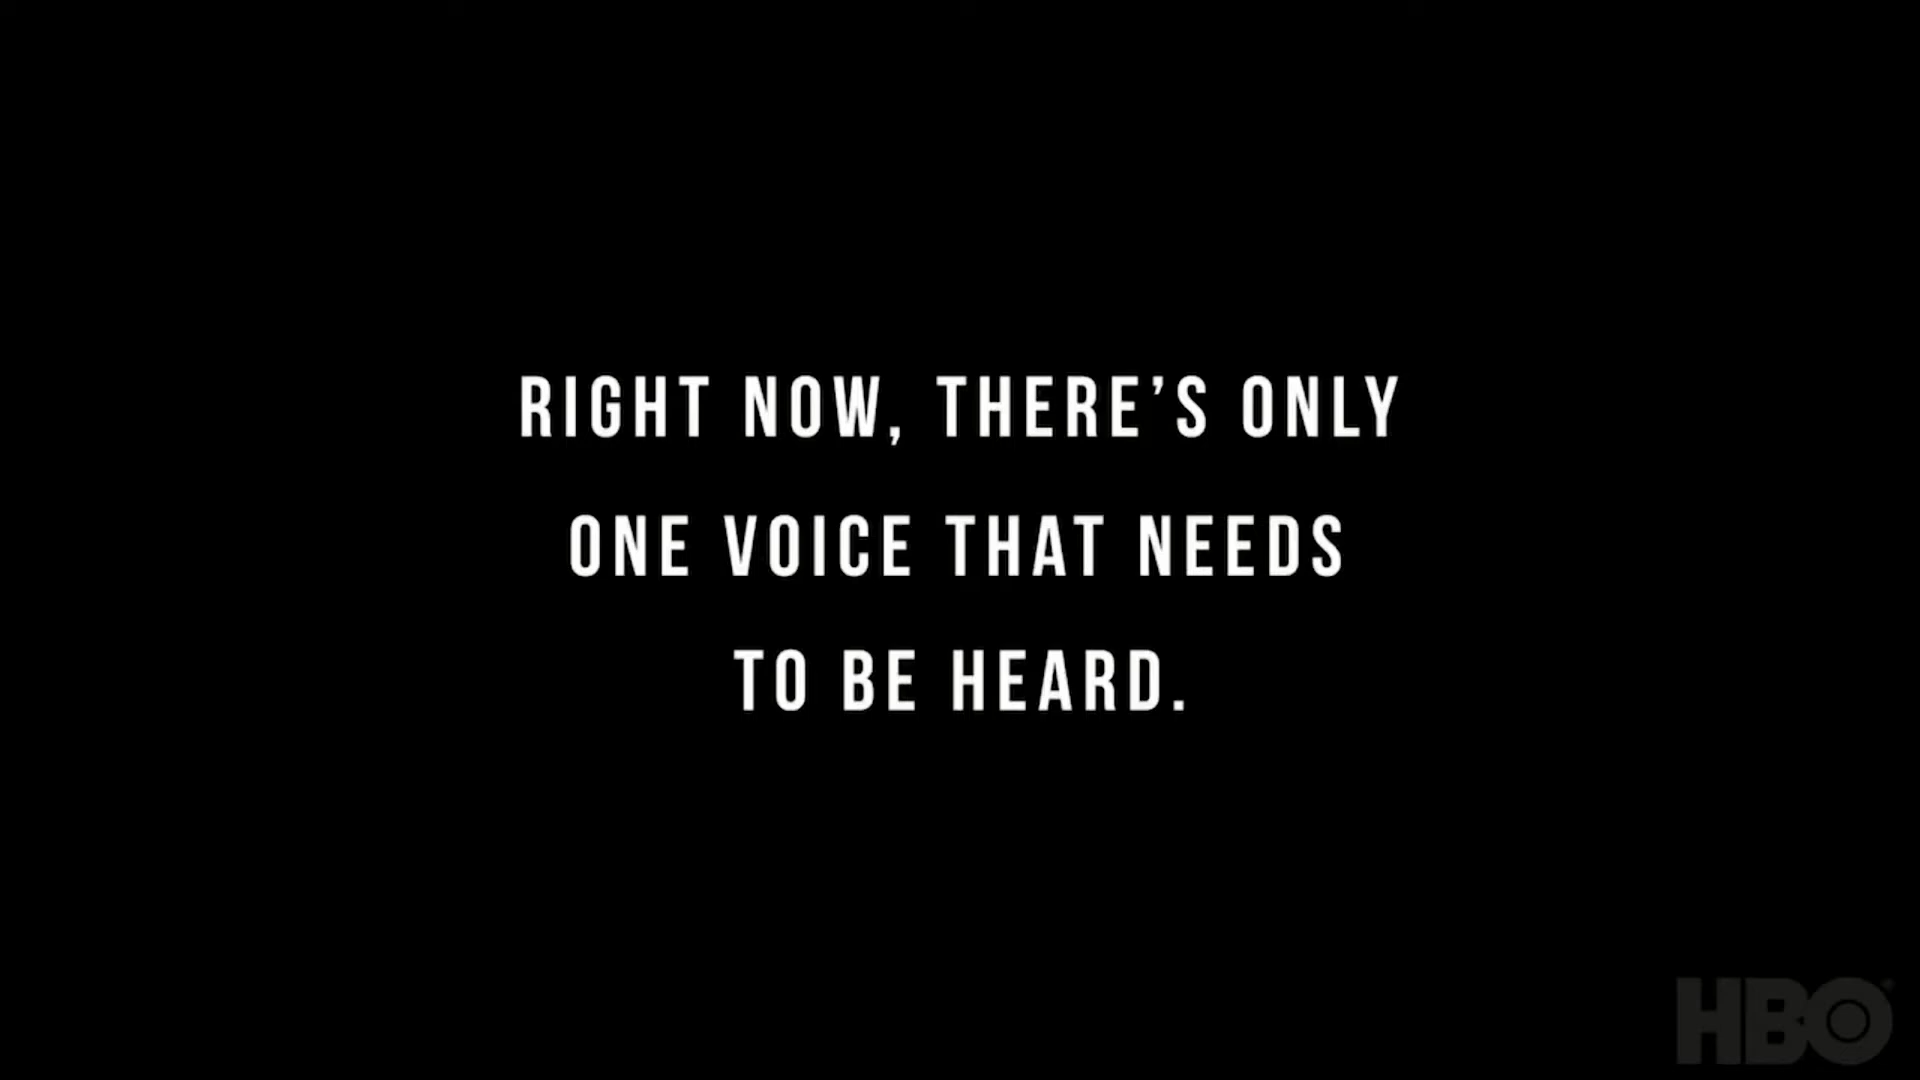 RIGHT NOW, THERE’S ONLY
ONE VOICE THAT NEEDS
TO BE HEARD.
HBO®